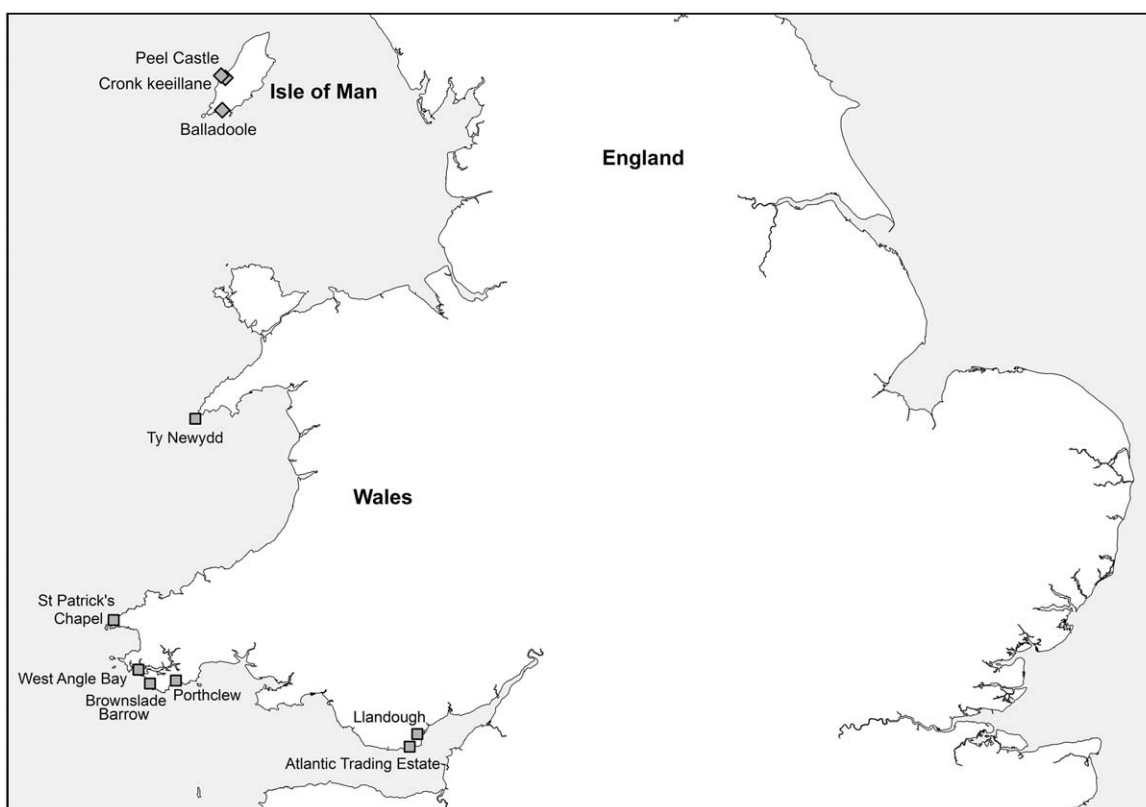 Peel Castle
Cronk keeillane
Isle of Man
Balladoole
England
Ty Newydd
Wales
St Patrick's
Chapel
West Angle Bay
Brownslade
Barrow
Porthclew
Llandough
Atlantic Trading Estate